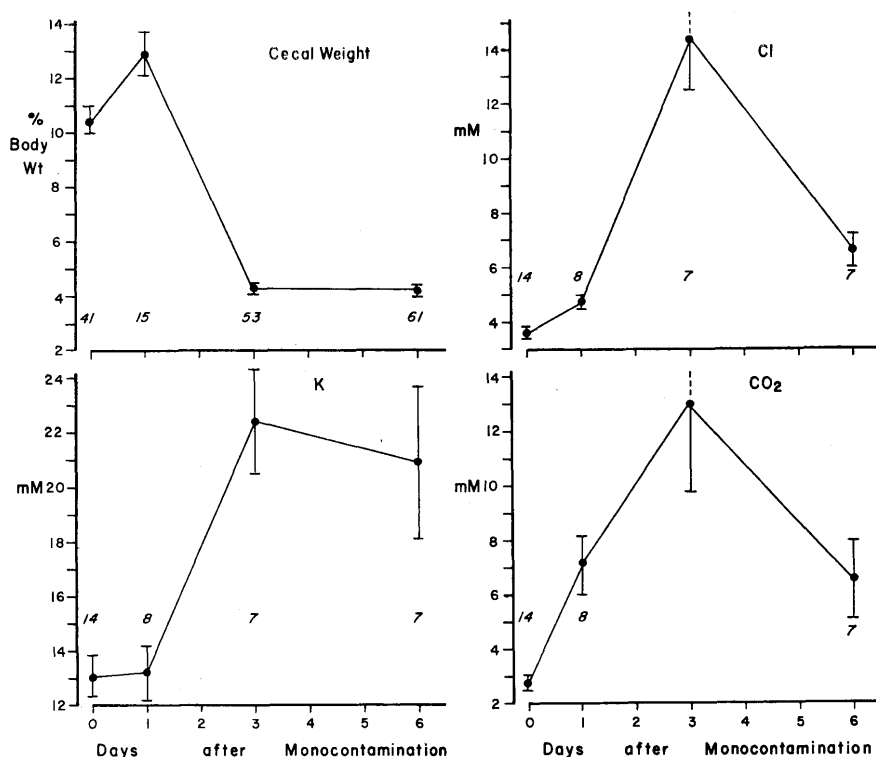 Cecal Weight
14
12
10
8
6
4
2
%
Body
Wt
41 15 53 61
Cl
14
12
10
8
6
4
mM
14 8 7 7
K
24
22
20
18
16
14
12
mM
14 8 7 7
0 1 2 3 4 5 6
Days after Monocontamination
CO₂
14
12
10
8
6
4
2
mM
14 8 7
0 1 2 3 4 5 6
Days after Monocontamination